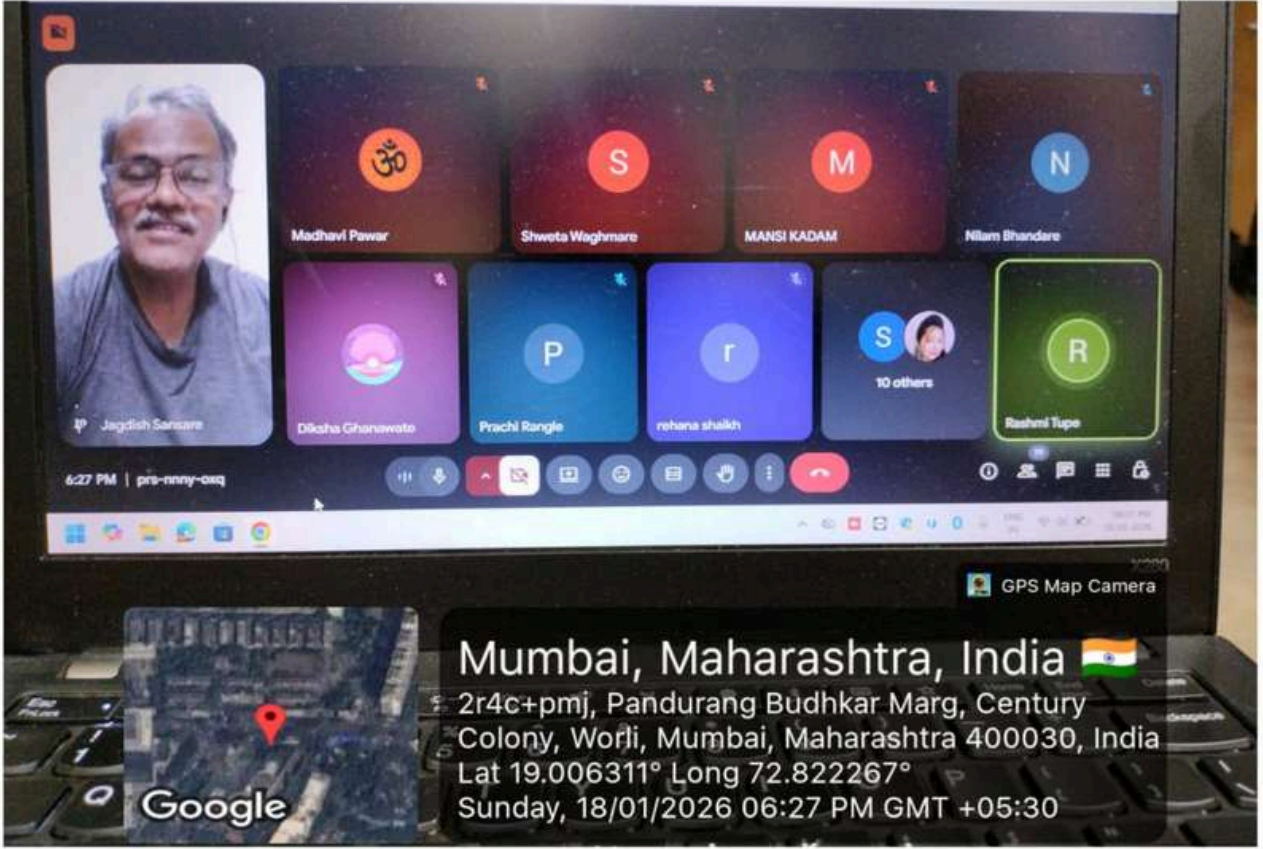 ॐ
S
M
N
Madhavi Pawar
Shweta Waghmare
MANSI KADAM
Nilam Bhandare
P
r
S
10 others
R
Jagdish Sansare
Diksha Ghanawate
Prachi Rangle
rehana shaikh
Rashmi Tupe
6:27 PM | prs-nnny-oxq
X280
GPS Map Camera
Mumbai, Maharashtra, India
2r4c+pmj, Pandurang Budhkar Marg, Century
Colony, Worli, Mumbai, Maharashtra 400030, India
Lat 19.006311° Long 72.822267°
Sunday, 18/01/2026 06:27 PM GMT +05:30
Google
Esc
Q
Backspace